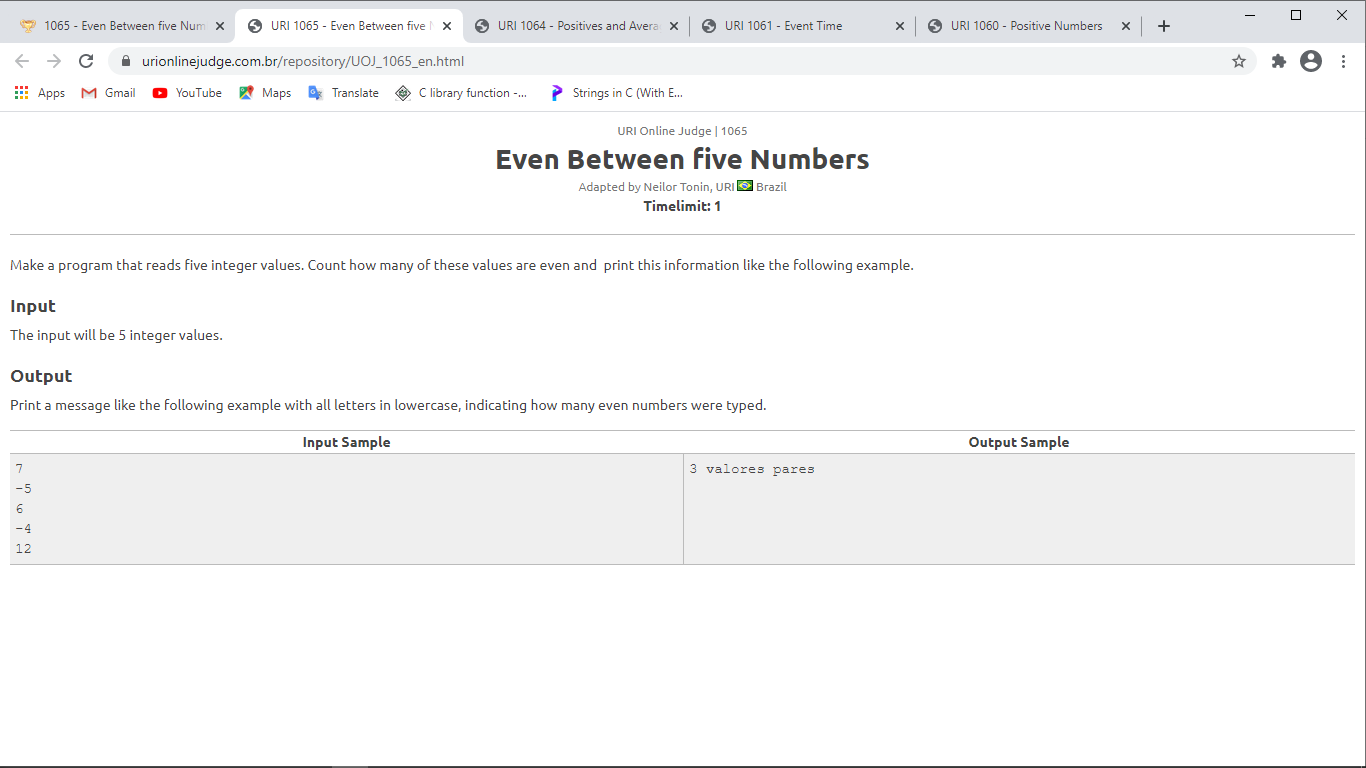 1065 - Even Between five Num
URI 1065 - Even Between five N
URI 1064 - Positives and Avera
URI 1061 - Event Time
URI 1060 - Positive Numbers
urionlinejudge.com.br/repository/UOJ_1065_en.html
Apps
Gmail
YouTube
Maps
Translate
C library function -...
Strings in C (With E...
URI Online Judge | 1065
Even Between five Numbers
Adapted by Neilor Tonin, URI Brazil
Timelimit: 1
Make a program that reads five integer values. Count how many of these values are even and  print this information like the following example.
Input
The input will be 5 integer values.
Output
Print a message like the following example with all letters in lowercase, indicating how many even numbers were typed.
Input Sample
Output Sample
7
-5
6
-4
12
3 valores pares